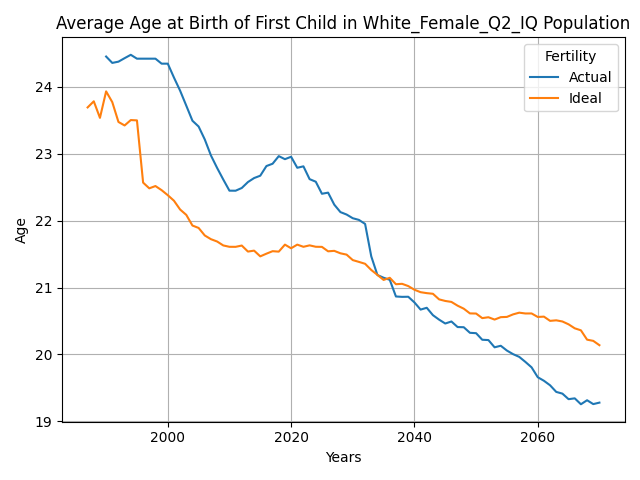 Average Age at Birth of First Child in White_Female_Q2_IQ Population
Fertility
Actual
Ideal
24
23
22
21
20
19
Age
2000
2020
2040
2060
Years